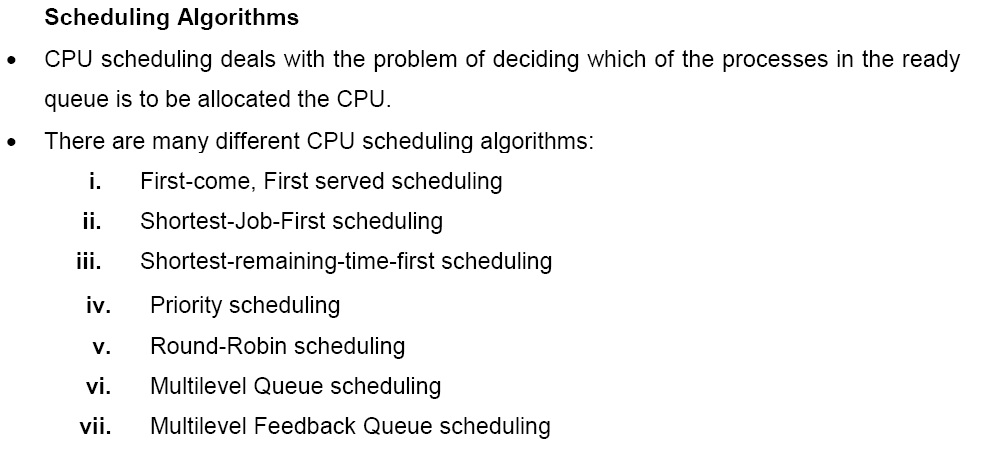 Scheduling Algorithms
• CPU scheduling deals with the problem of deciding which of the processes in the ready
queue is to be allocated the CPU.
• There are many different CPU scheduling algorithms:
i. First-come, First served scheduling
ii. Shortest-Job-First scheduling
iii. Shortest-remaining-time-first scheduling
iv. Priority scheduling
v. Round-Robin scheduling
vi. Multilevel Queue scheduling
vii. Multilevel Feedback Queue scheduling